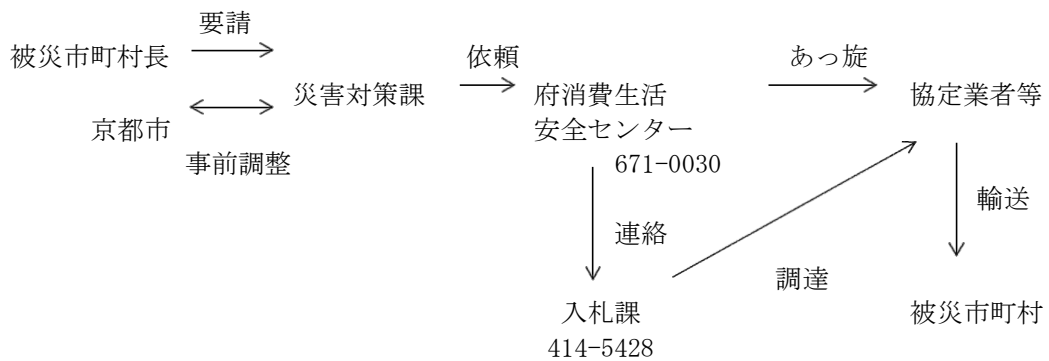 要請
被災市町村長
依頼
あっ旋
災害対策課
府消費生活
安全センター
671-0030
協定業者等
京都市
事前調整
輸送
連絡
調達
入札課
414-5428
被災市町村